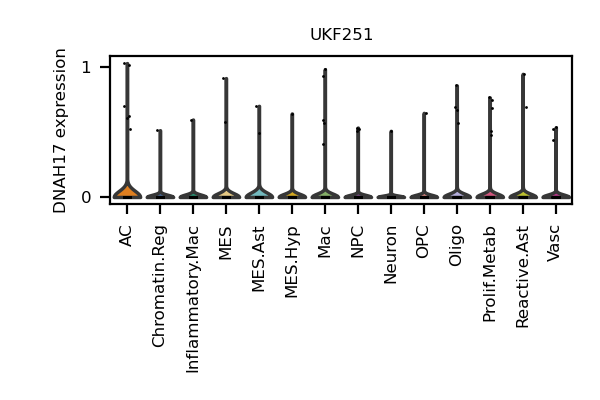 UKF251
DNAH17 expression
1
0
AC
Chromatin.Reg
Inflammatory.Mac
MES
MES.Ast
MES.Hyp
Mac
NPC
Neuron
OPC
Oligo
Prolif.Metab
Reactive.Ast
Vasc